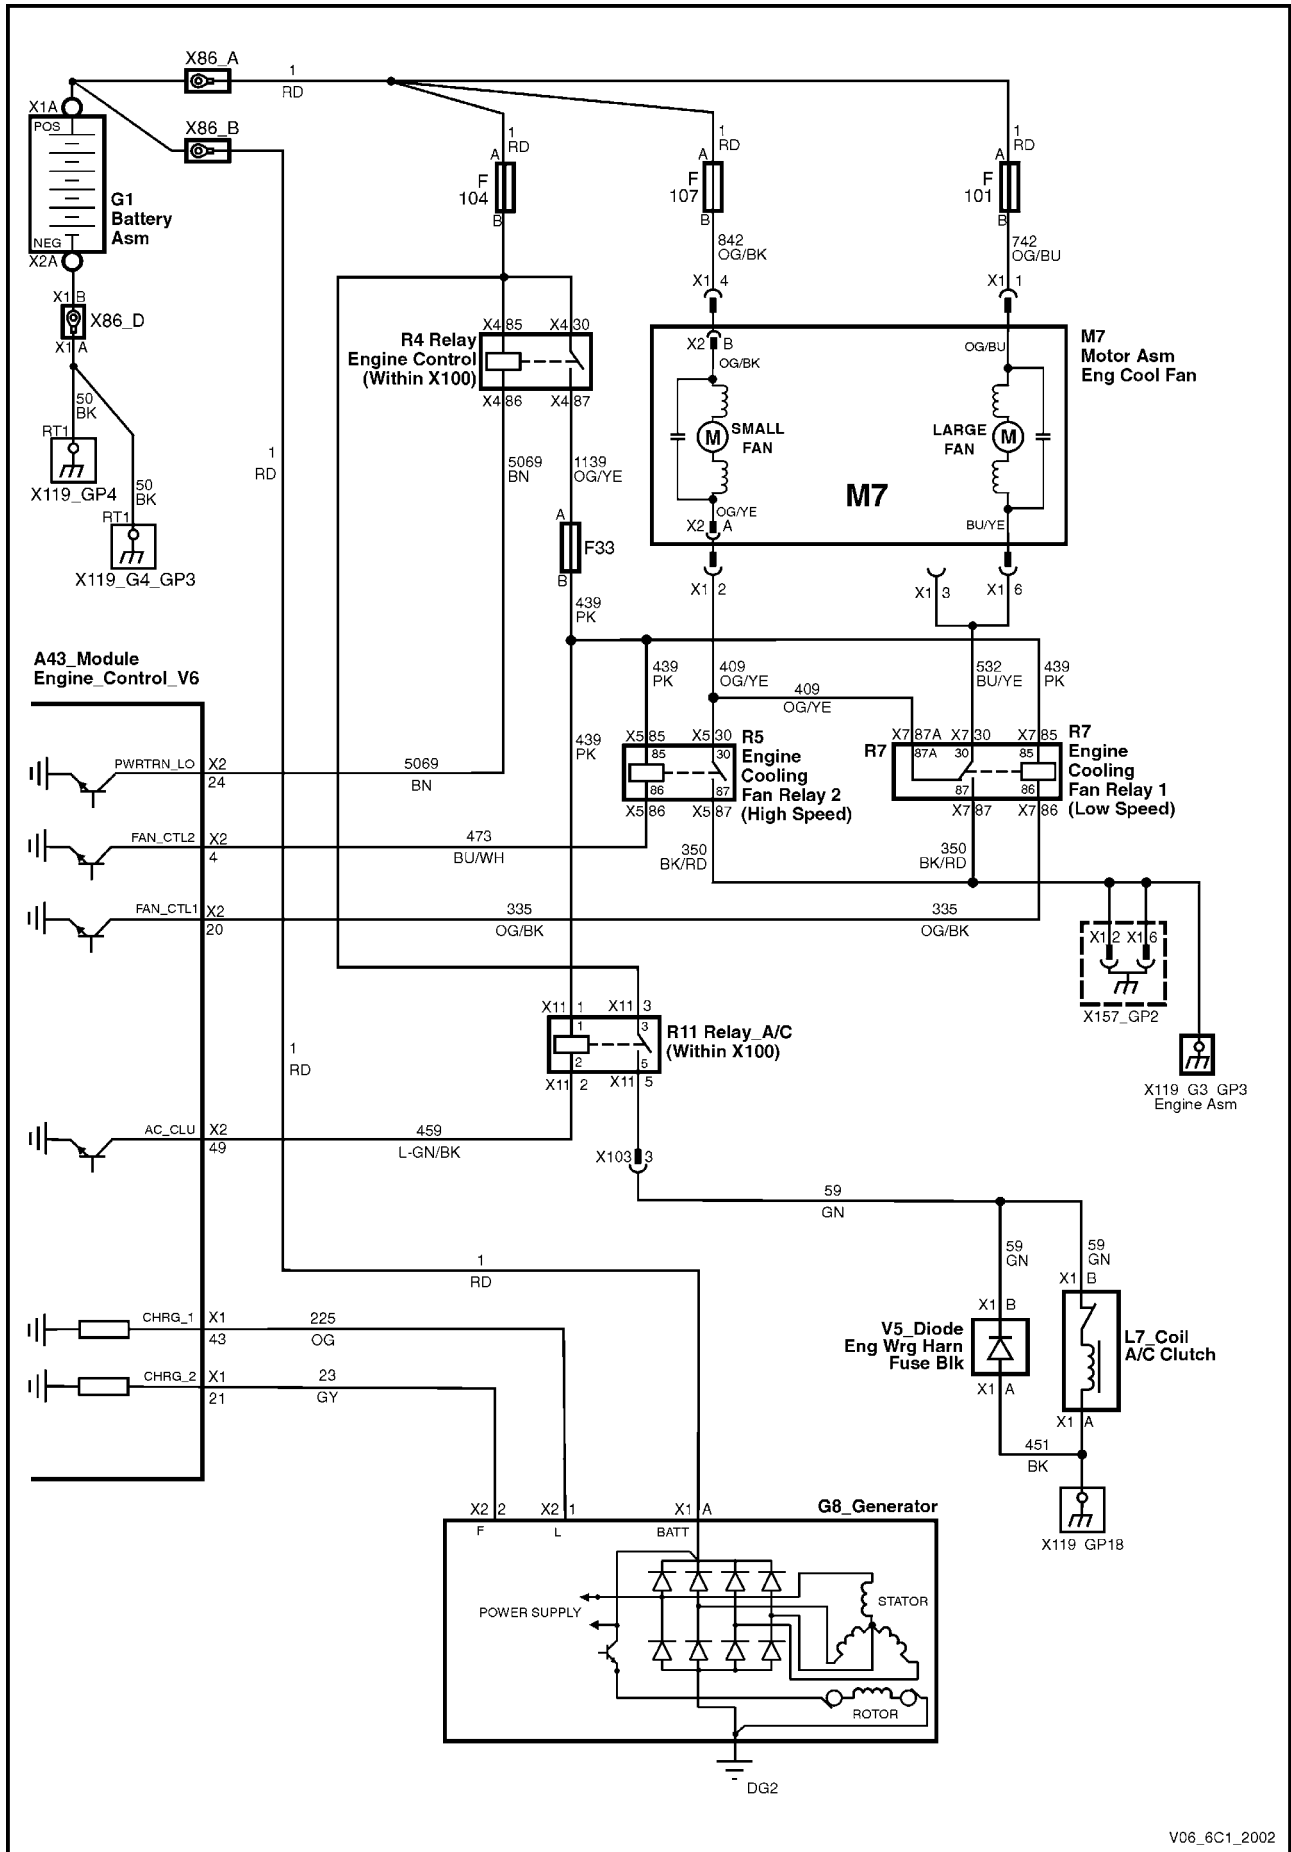 X86_A
1
RD
X1A
POS
X86_B
G1
Battery
Asm
NEG
X2A
1
RD
A
F
104
B
1
RD
A
F
107
B
1
RD
A
F
101
B
X1 B
X86_D
X1 A
842
OG/BK
742
OG/BU
X1 4
X1 1
50
BK
RT1
X119_GP4
50
BK
RT1
X119_G4_GP3
R4 Relay
Engine Control
(Within X100)
X4 85
X4 30
X4 86
X4 87
X2 B
OG/BK
OG/BU
M7
Motor Asm
Eng Cool Fan
M
SMALL
FAN
LARGE
FAN
M
M7
OG/YE
X2 A
BU/YE
1
RD
5069
BN
1139
OG/YE
A
F33
B
439
PK
X1 2
X1 3
X1 6
A43_Module
Engine_Control_V6
439
PK
409
OG/YE
409
OG/YE
532
BU/YE
439
PK
439
PK
X5 85
X5 30
85
30
86
87
X5 86
X5 87
R5
Engine
Cooling
Fan Relay 2
(High Speed)
X7 87A
X7 30
X7 85
R7
87A
30
85
87
86
X7 87
X7 86
R7
Engine
Cooling
Fan Relay 1
(Low Speed)
PWRTRN_LO
X2
24
5069
BN
FAN_CTL2
X2
4
473
BU/WH
350
BK/RD
350
BK/RD
FAN_CTL1
X2
20
335
OG/BK
335
OG/BK
X1 2
X1 6
X157_GP2
X11 1
X11 3
1
3
2
5
X11 2
X11 5
R11 Relay_A/C
(Within X100)
1
RD
X119_G3_GP3
Engine Asm
AC_CLU
X2
49
459
L-GN/BK
X103 3
59
GN
59
GN
59
GN
1
RD
X1 B
X1 B
V5_Diode
Eng Wrg Harn
Fuse Blk
X1 A
L7_Coil
A/C Clutch
X1 A
CHRG_1
X1
43
225
OG
CHRG_2
X1
21
23
GY
451
BK
X119_GP18
X2 2
X2 1
X1 A
G8_Generator
F
L
BATT
POWER SUPPLY
STATOR
ROTOR
DG2
V06_6C1_2002